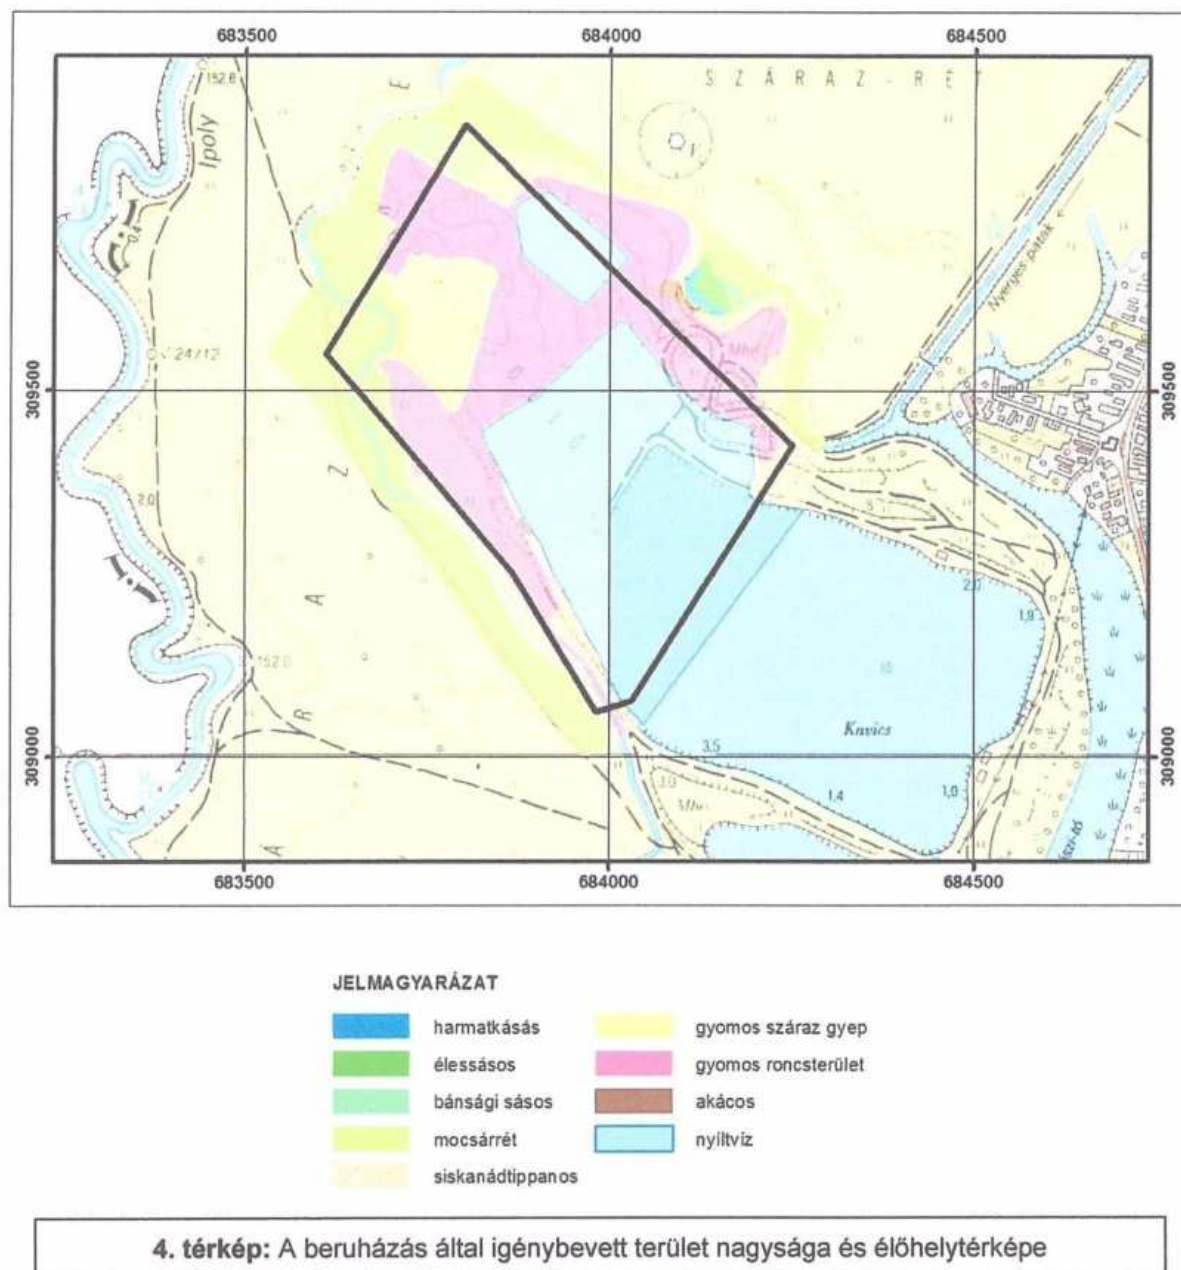 683500 684000 684500
152.8
Ipoly
SZÁRAZ-RÉT
Nyerges-patak
0,4
24/12
309500 309500
2,0
2,0
1,9
152.8
Kavics
3,5
309000 309000
3,0
1,4
1,0
683500 684000 684500
JELMAGYARÁZAT
harmatkásás
élessásos
bánsági sásos
mocsárrét
siskanádtippanos
gyomos száraz gyep
gyomos roncsterület
akácos
nyíltvíz
4. térkép: A beruházás által igénybevett terület nagysága és élőhelytérképe